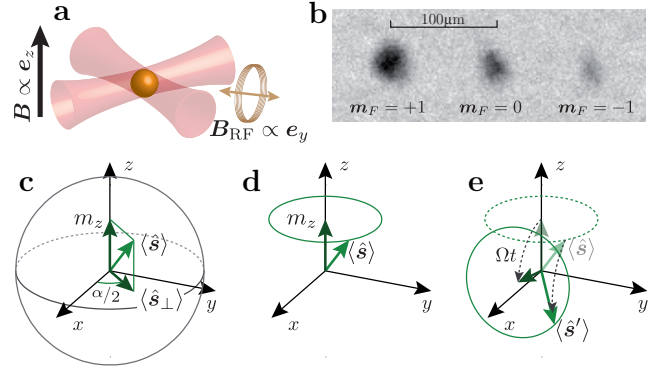 a
B ∝ e_z
B_RF ∝ e_y
b
100μm
m_F = +1
m_F = 0
m_F = −1
c
z
m_z
⟨ŝ⟩
⟨ŝ_⊥⟩
α/2
x
y
d
z
m_z
⟨ŝ⟩
x
y
e
z
Ωt
⟨ŝ⟩
⟨ŝ′⟩
x
y